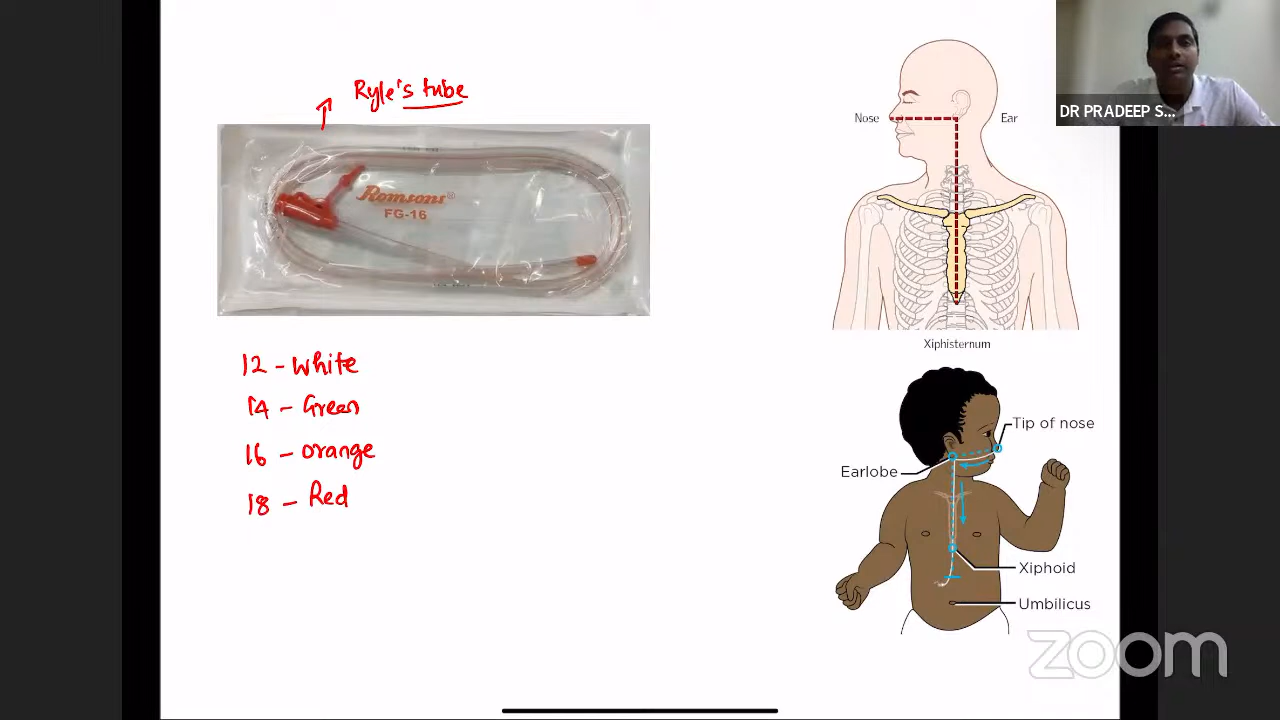 Ryle's tube
Romsons®
FG-16
12 - White
14 - Green
16 - orange
18 - Red
Nose
Ear
Xiphisternum
Tip of nose
Earlobe
Xiphoid
Umbilicus
DR PRADEEP S...
zoom